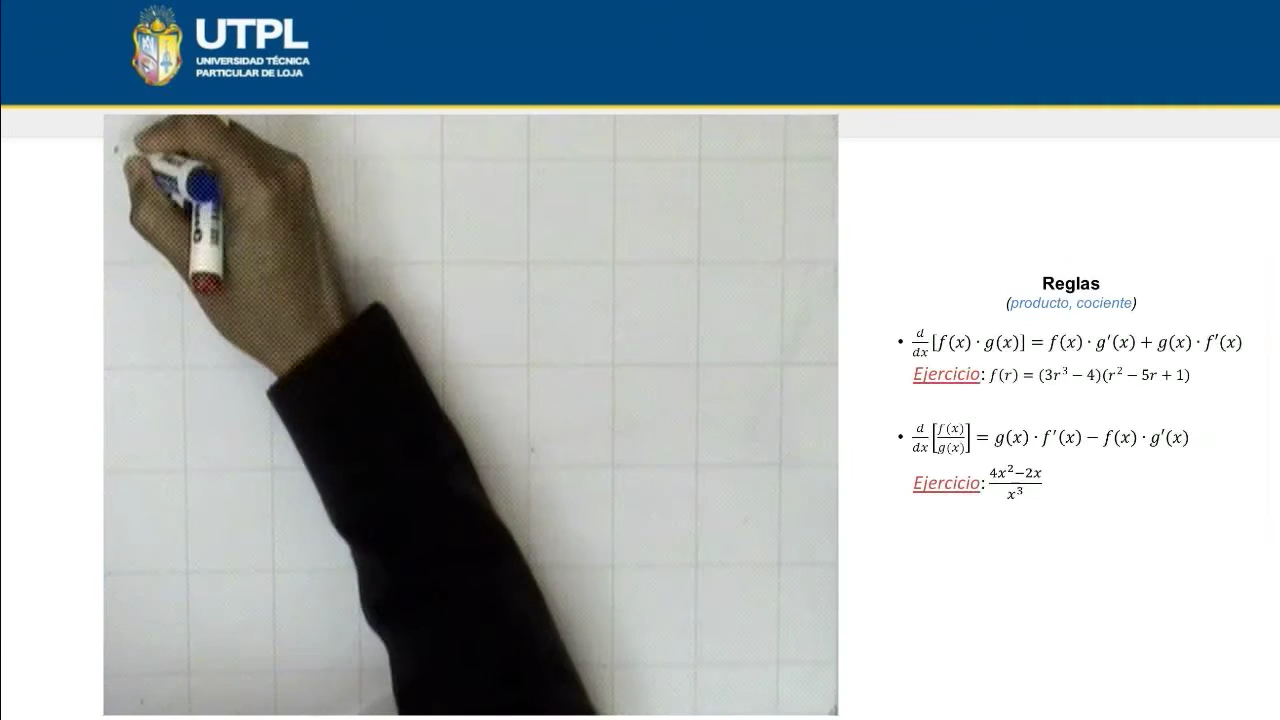 UTPL
UNIVERSIDAD TÉCNICA
PARTICULAR DE LOJA
Reglas
(producto, cociente)
• d/dx [f(x) · g(x)] = f(x) · g′(x) + g(x) · f′(x)
Ejercicio: f(r) = (3r³ − 4)(r² − 5r + 1)
• d/dx [f(x)/g(x)] = g(x) · f′(x) − f(x) · g′(x)
Ejercicio: (4x²−2x)/x³